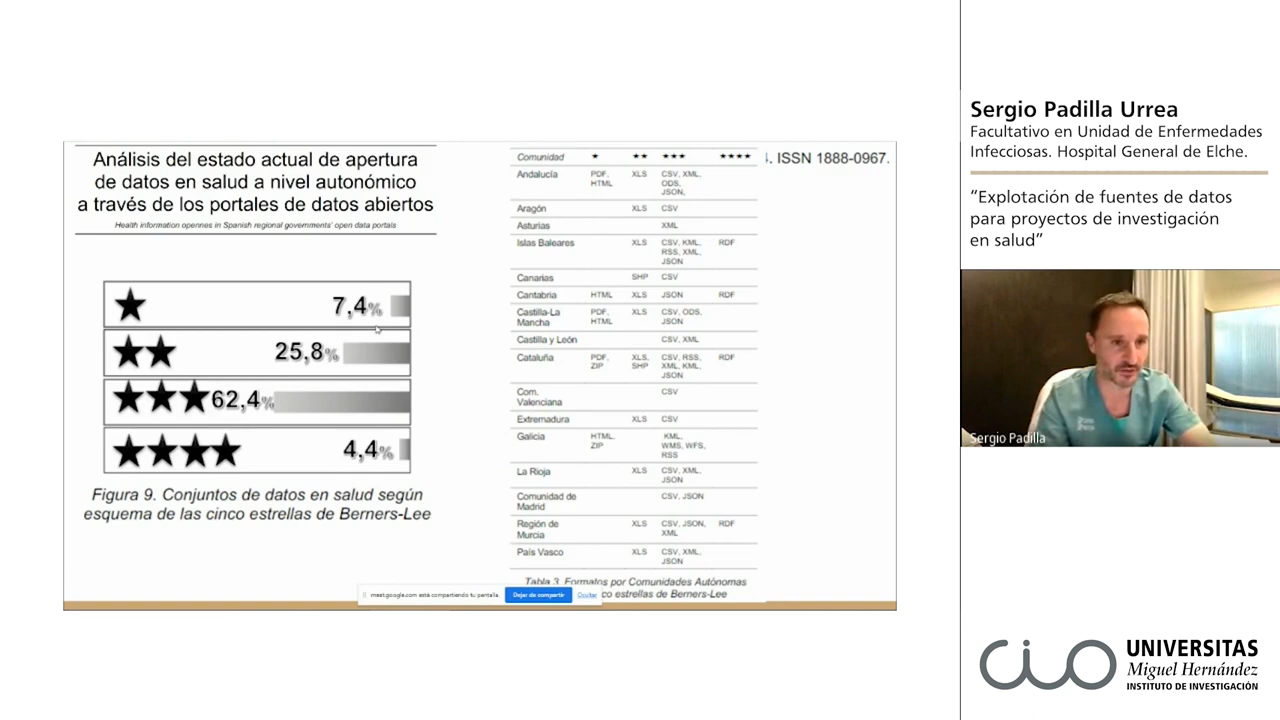 Análisis del estado actual de apertura
de datos en salud a nivel autonómico
a través de los portales de datos abiertos
Health information opennes in Spanish regional governments' open data portals
7,4%
25,8%
62,4%
4,4%
Figura 9. Conjuntos de datos en salud según
esquema de las cinco estrellas de Berners-Lee
Comunidad ★ ★★ ★★★ ★★★★
. ISSN 1888-0967.
Andalucía PDF, HTML XLS CSV, XML, ODS, JSON,
Aragón XLS CSV
Asturias XML
Islas Baleares XLS CSV, KML, RSS, XML, JSON RDF
Canarias SHP CSV
Cantabria HTML XLS JSON RDF
Castilla-La Mancha PDF, HTML XLS CSV, ODS, JSON
Castilla y León CSV, XML
Cataluña PDF, ZIP XLS, SHP CSV, RSS, XML, KML, JSON RDF
Com. Valenciana CSV
Extremadura XLS CSV
Galicia HTML, ZIP KML, WMS, WFS, RSS
La Rioja XLS CSV, XML, JSON
Comunidad de Madrid CSV, JSON
Región de Murcia XLS CSV, JSON, XML RDF
País Vasco XLS CSV, XML, JSON
Tabla 3. Formatos por Comunidades Autónomas
co estrellas de Berners-Lee
meet.google.com está compartiendo tu pantalla.
Dejar de compartir
Ocultar
Sergio Padilla Urrea
Facultativo en Unidad de Enfermedades
Infecciosas. Hospital General de Elche.
“Explotación de fuentes de datos
para proyectos de investigación
en salud”
Sergio Padilla
CIO
UNIVERSITAS
Miguel Hernández
INSTITUTO DE INVESTIGACIÓN